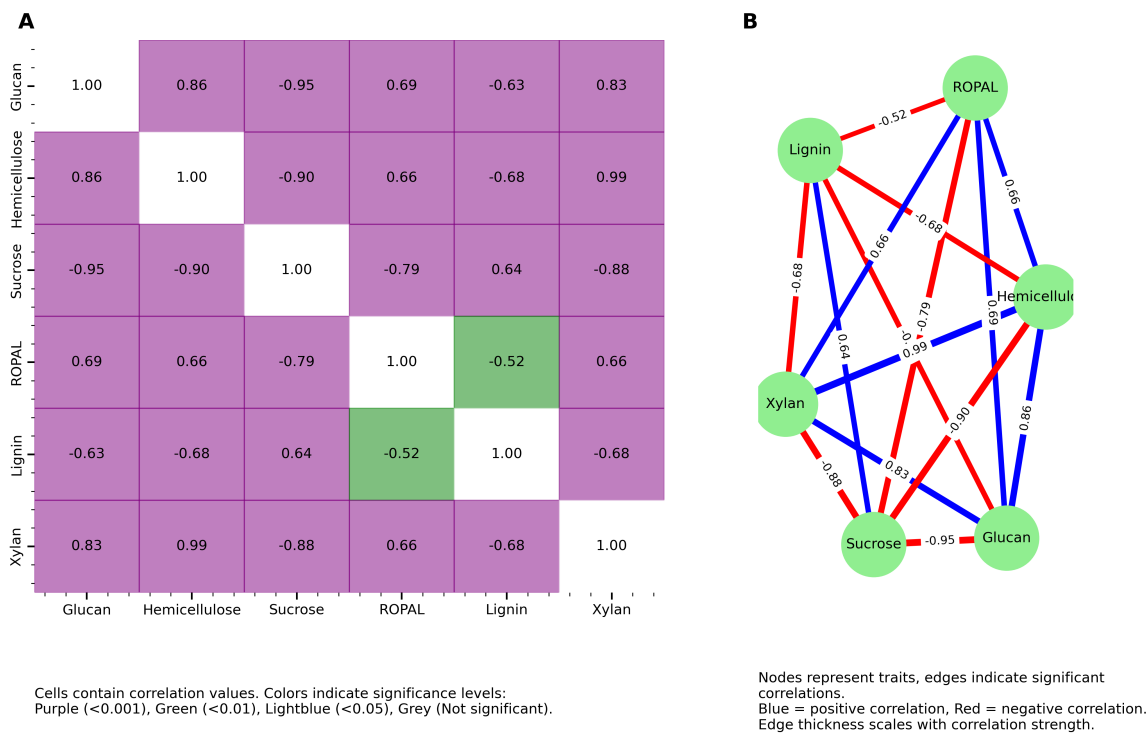 A
Glucan
1.00
0.86
-0.95
0.69
-0.63
0.83
Hemicellulose
0.86
1.00
-0.90
0.66
-0.68
0.99
Sucrose
-0.95
-0.90
1.00
-0.79
0.64
-0.88
ROPAL
0.69
0.66
-0.79
1.00
-0.52
0.66
Lignin
-0.63
-0.68
0.64
-0.52
1.00
-0.68
Xylan
0.83
0.99
-0.88
0.66
-0.68
1.00
Glucan
Hemicellulose
Sucrose
ROPAL
Lignin
Xylan
Cells contain correlation values. Colors indicate significance levels:
Purple (<0.001), Green (<0.01), Lightblue (<0.05), Grey (Not significant).
B
ROPAL
-0.52
Lignin
0.66
-0.68
0.66
-0.68
Hemicellulo
0.69
-0.79
0.64
0.99
Xylan
0.86
-0.90
0.83
-0.88
Sucrose
-0.95
Glucan
Nodes represent traits, edges indicate significant
correlations.
Blue = positive correlation, Red = negative correlation.
Edge thickness scales with correlation strength.